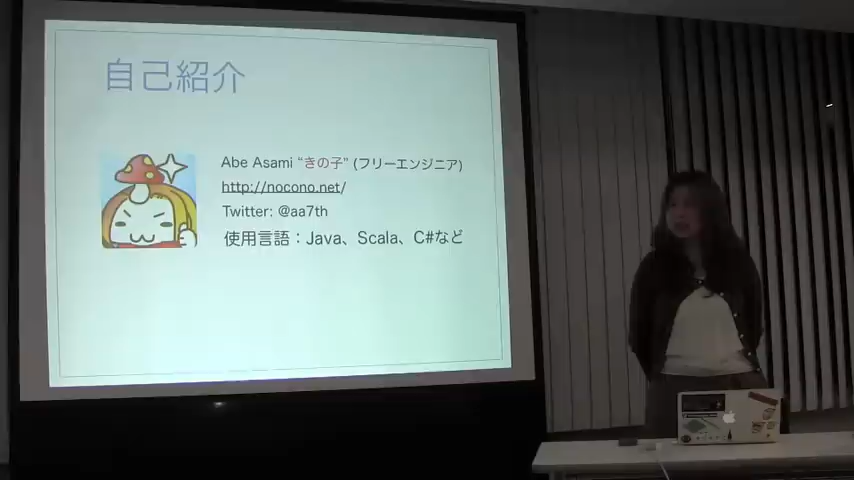 自己紹介
Abe Asami “きの子” (フリーエンジニア)
http://nocono.net/
Twitter: @aa7th
使用言語：Java、Scala、C#など